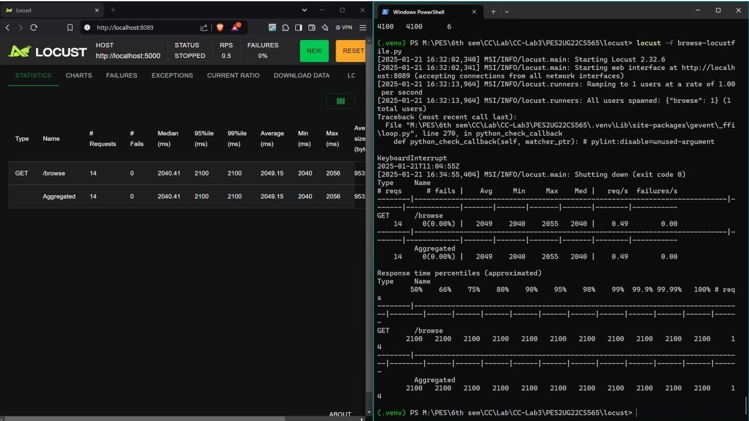 Locust
http://localhost:8089
VPN
LOCUST
HOST
http://localhost:5000
STATUS
STOPPED
RPS
0.5
FAILURES
0%
NEW
RESET
STATISTICS CHARTS FAILURES EXCEPTIONS CURRENT RATIO DOWNLOAD DATA LO
Type Name # Requests # Fails Median (ms) 95%ile (ms) 99%ile (ms) Average (ms) Min (ms) Max (ms) Ave size (byt
GET /browse 14 0 2040.41 2100 2100 2049.15 2040 2056 953
Aggregated 14 0 2040.41 2100 2100 2049.15 2040 2056 953
ABOUT
Windows PowerShell
4100 4100 6
(.venv) PS M:\PES\6th sem\CC\Lab\CC-Lab3\PES2UG22CS565\locust> locust -f browse-locustf
ile.py
[2025-01-21 16:32:02,340] MSI/INFO/locust.main: Starting Locust 2.32.6
[2025-01-21 16:32:02,341] MSI/INFO/locust.main: Starting web interface at http://localh
ost:8089 (accepting connections from all network interfaces)
[2025-01-21 16:32:13,964] MSI/INFO/locust.runners: Ramping to 1 users at a rate of 1.00
per second
[2025-01-21 16:32:13,964] MSI/INFO/locust.runners: All users spawned: {"browse": 1} (1
total users)
Traceback (most recent call last):
File "M:\PES\6th sem\CC\Lab\CC-Lab3\PES2UG22CS565\.venv\Lib\site-packages\gevent\_ffi
\loop.py", line 270, in python_check_callback
def python_check_callback(self, watcher_ptr): # pylint:disable=unused-argument
KeyboardInterrupt
2025-01-21T11:04:55Z
[2025-01-21 16:34:55,404] MSI/INFO/locust.main: Shutting down (exit code 0)
Type Name
# reqs # fails | Avg Min Max Med | req/s failures/s
GET /browse
14 0(0.00%) | 2049 2040 2055 2040 | 0.49 0.00
Aggregated
14 0(0.00%) | 2049 2040 2055 2040 | 0.49 0.00
Response time percentiles (approximated)
Type Name
50% 66% 75% 80% 90% 95% 98% 99% 99.9% 99.99% 100% # req
s
GET /browse
2100 2100 2100 2100 2100 2100 2100 2100 2100 2100 2100 1
4
Aggregated
2100 2100 2100 2100 2100 2100 2100 2100 2100 2100 2100 1
4
(.venv) PS M:\PES\6th sem\CC\Lab\CC-Lab3\PES2UG22CS565\locust>